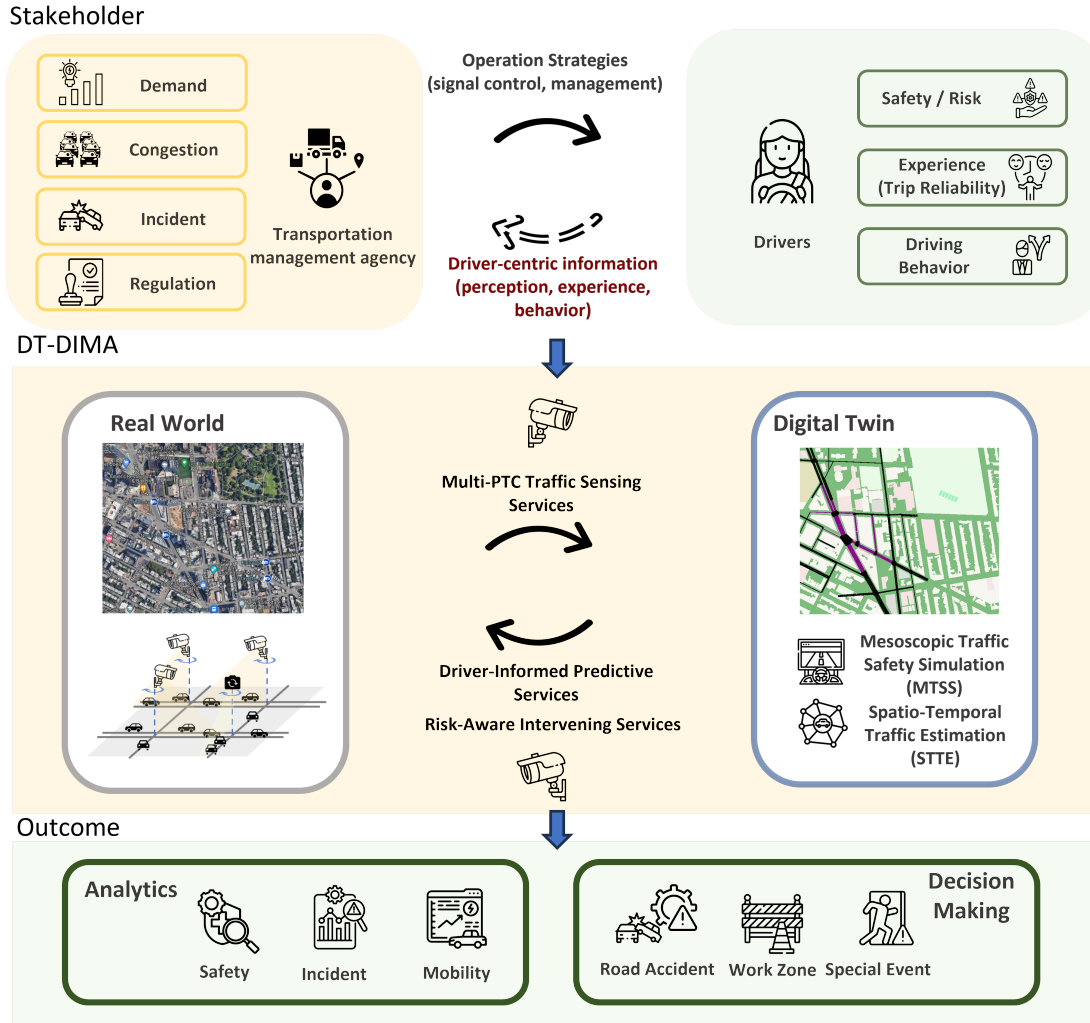 Stakeholder
Demand
Congestion
Incident
Regulation
Transportation
management agency
Operation Strategies
(signal control, management)
Driver-centric information
(perception, experience,
behavior)
Drivers
Safety / Risk
Experience
(Trip Reliability)
Driving
Behavior
DT-DIMA
Real World
Multi-PTC Traffic Sensing
Services
Driver-Informed Predictive
Services
Risk-Aware Intervening Services
Digital Twin
Mesoscopic Traffic
Safety Simulation
(MTSS)
Spatio-Temporal
Traffic Estimation
(STTE)
Outcome
Analytics
Safety
Incident
Mobility
Decision
Making
Road Accident
Work Zone
Special Event